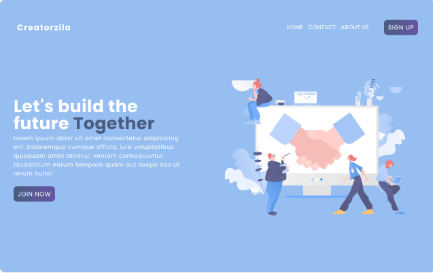 Creatorzila
HOME CONTACT ABOUT US SIGN UP
Let's build the
future Together
Lorem ipsum dolor sit amet consectetur adipisicing
elit. Doloremque cumque officia, iure voluptatibus
quisquam amet tenetur, veniam consequuntur
laudantium earum tempora quam aut saepe eos ut
rerum nulla!
JOIN NOW